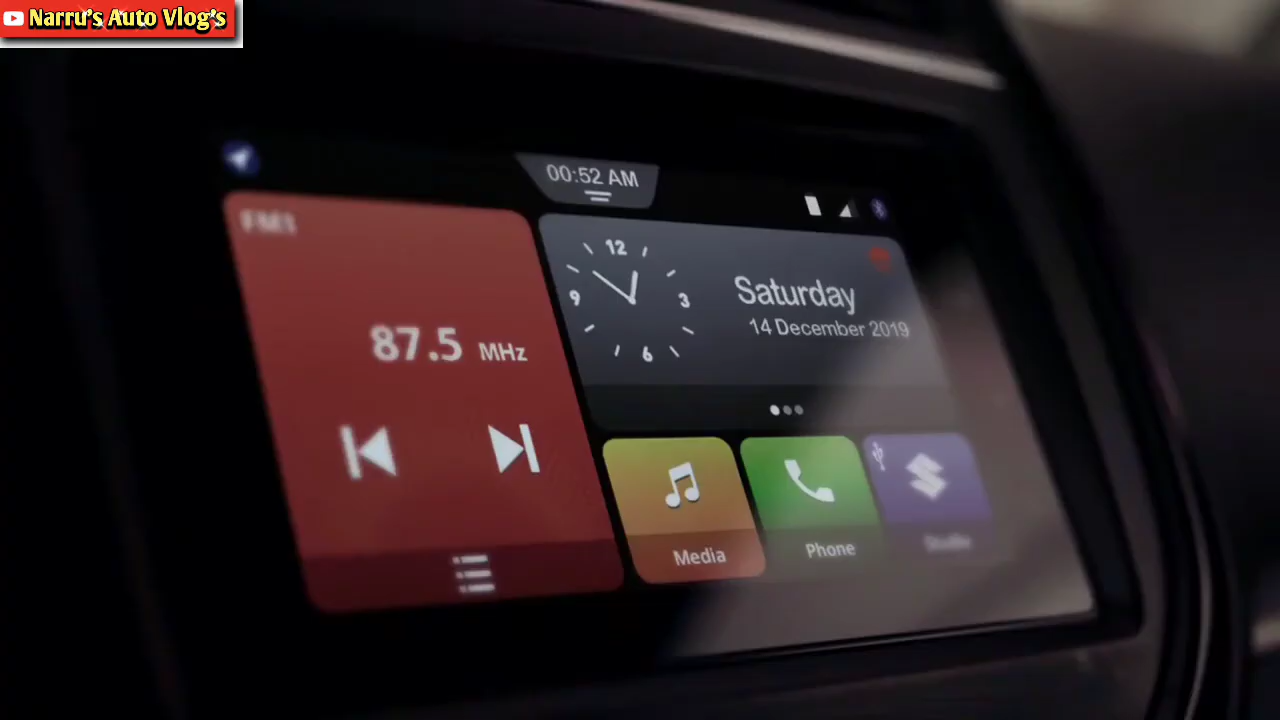 Narru's Auto Vlog's
00:52 AM
FM1
87.5 MHz
12
9
3
6
Saturday
14 December 2019
Media
Phone